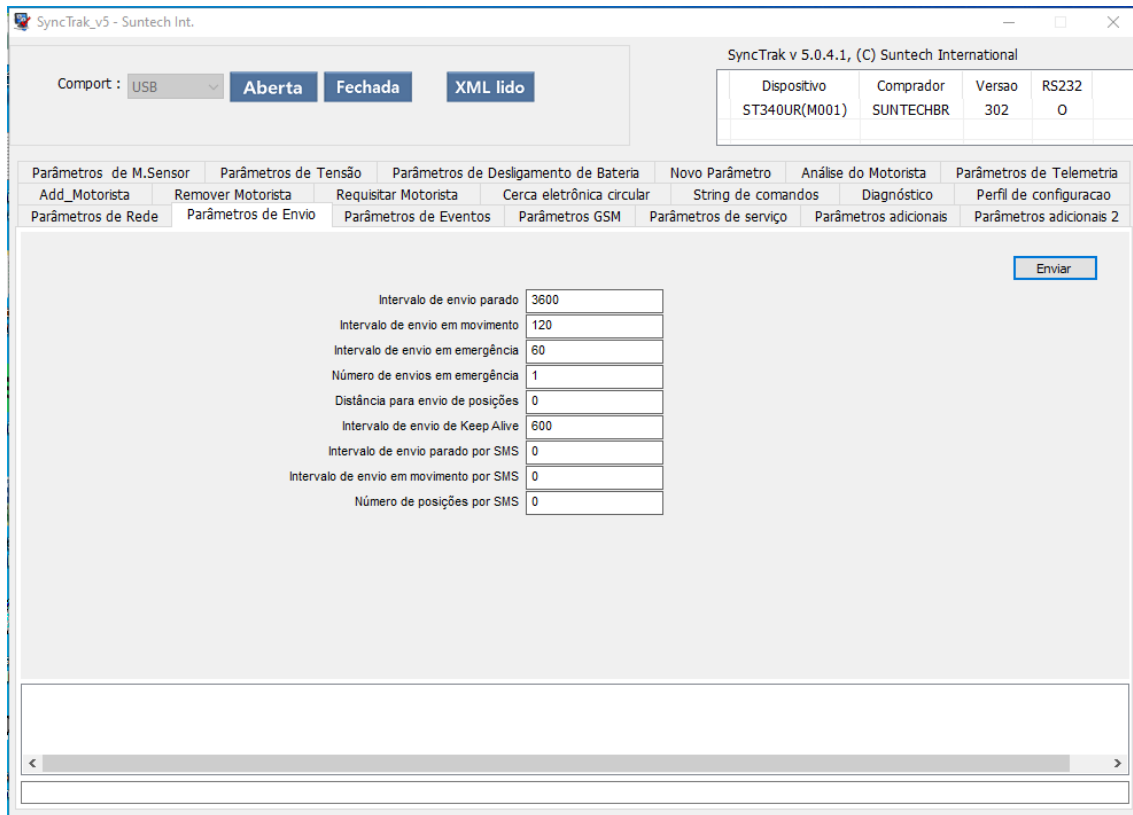 SyncTrak_v5 - Suntech Int.
SyncTrak v 5.0.4.1, (C) Suntech International
Comport : USB Aberta Fechada XML lido
Dispositivo Comprador Versao RS232
ST340UR(M001) SUNTECHBR 302 O
Parâmetros de M.Sensor Parâmetros de Tensão Parâmetros de Desligamento de Bateria Novo Parâmetro Análise do Motorista Parâmetros de Telemetria
Add_Motorista Remover Motorista Requisitar Motorista Cerca eletrônica circular String de comandos Diagnóstico Perfil de configuracao
Parâmetros de Rede Parâmetros de Envio Parâmetros de Eventos Parâmetros GSM Parâmetros de serviço Parâmetros adicionais Parâmetros adicionais 2
Enviar
Intervalo de envio parado 3600
Intervalo de envio em movimento 120
Intervalo de envio em emergência 60
Número de envios em emergência 1
Distância para envio de posições 0
Intervalo de envio de Keep Alive 600
Intervalo de envio parado por SMS 0
Intervalo de envio em movimento por SMS 0
Número de posições por SMS 0